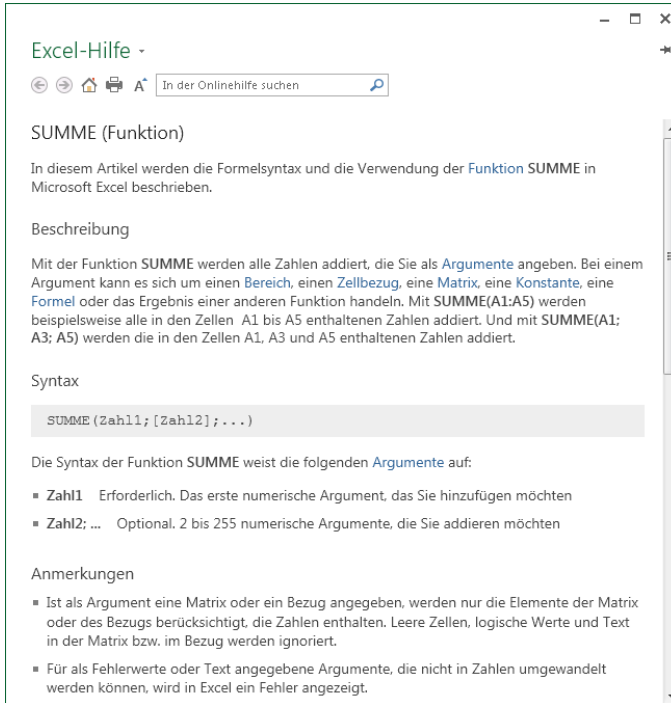 Excel-Hilfe
In der Onlinehilfe suchen
SUMME (Funktion)
In diesem Artikel werden die Formelsyntax und die Verwendung der Funktion SUMME in
Microsoft Excel beschrieben.
Beschreibung
Mit der Funktion SUMME werden alle Zahlen addiert, die Sie als Argumente angeben. Bei einem
Argument kann es sich um einen Bereich, einen Zellbezug, eine Matrix, eine Konstante, eine
Formel oder das Ergebnis einer anderen Funktion handeln. Mit SUMME(A1:A5) werden
beispielsweise alle in den Zellen A1 bis A5 enthaltenen Zahlen addiert. Und mit SUMME(A1;
A3; A5) werden die in den Zellen A1, A3 und A5 enthaltenen Zahlen addiert.
Syntax
SUMME(Zahl1;[Zahl2];...)
Die Syntax der Funktion SUMME weist die folgenden Argumente auf:
▪ Zahl1 Erforderlich. Das erste numerische Argument, das Sie hinzufügen möchten
▪ Zahl2; ... Optional. 2 bis 255 numerische Argumente, die Sie addieren möchten
Anmerkungen
▪ Ist als Argument eine Matrix oder ein Bezug angegeben, werden nur die Elemente der Matrix
oder des Bezugs berücksichtigt, die Zahlen enthalten. Leere Zellen, logische Werte und Text
in der Matrix bzw. im Bezug werden ignoriert.
▪ Für als Fehlerwerte oder Text angegebene Argumente, die nicht in Zahlen umgewandelt
werden können, wird in Excel ein Fehler angezeigt.